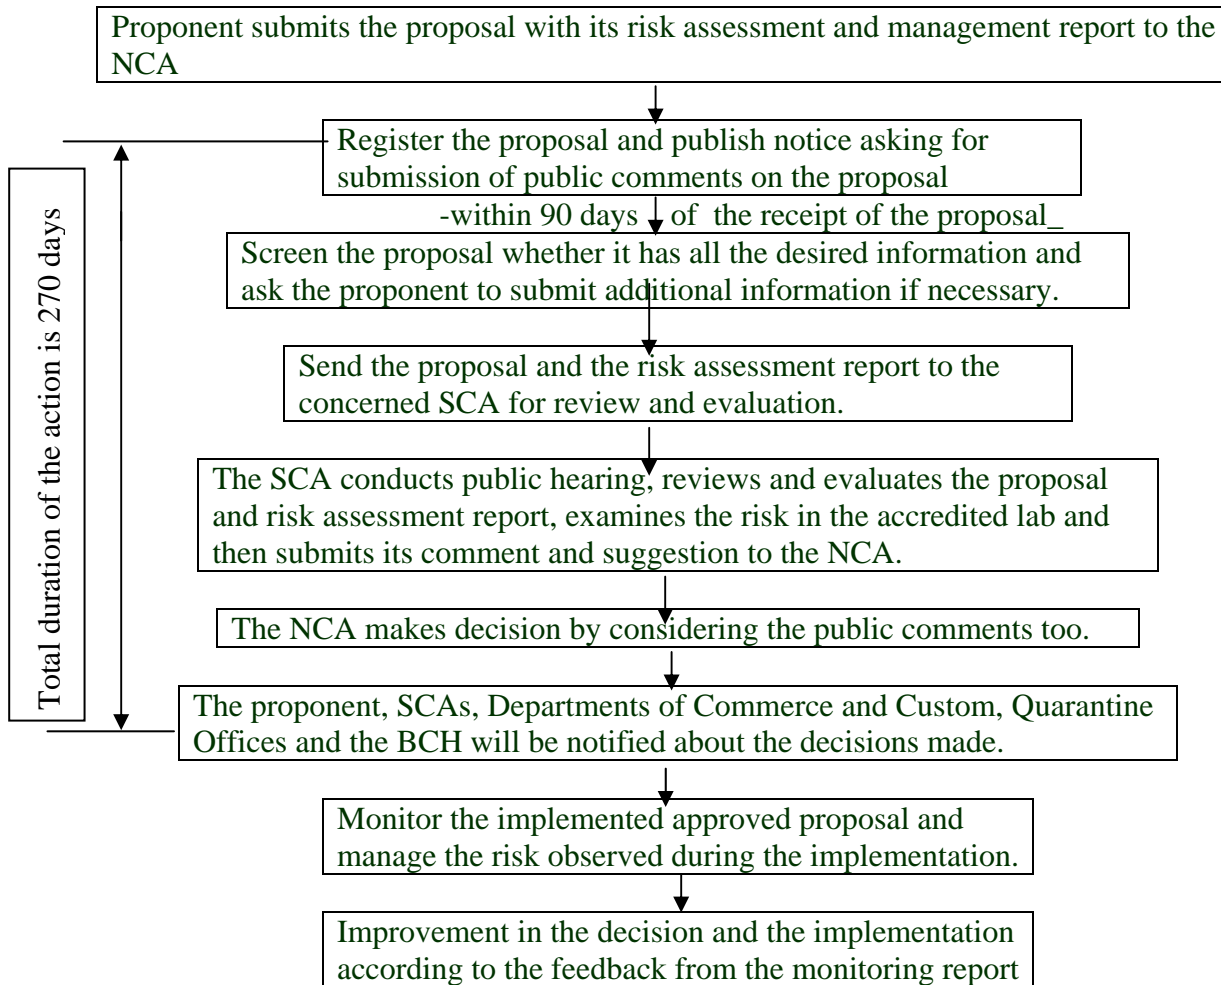 Proponent submits the proposal with its risk assessment and management report to the
NCA
Register the proposal and publish notice asking for
submission of public comments on the proposal
-within 90 days of the receipt of the proposal_
Screen the proposal whether it has all the desired information and
ask the proponent to submit additional information if necessary.
Send the proposal and the risk assessment report to the
concerned SCA for review and evaluation.
The SCA conducts public hearing, reviews and evaluates the proposal
and risk assessment report, examines the risk in the accredited lab and
then submits its comment and suggestion to the NCA.
The NCA makes decision by considering the public comments too.
The proponent, SCAs, Departments of Commerce and Custom, Quarantine
Offices and the BCH will be notified about the decisions made.
Monitor the implemented approved proposal and
manage the risk observed during the implementation.
Improvement in the decision and the implementation
according to the feedback from the monitoring report
Total duration of the action is 270 days